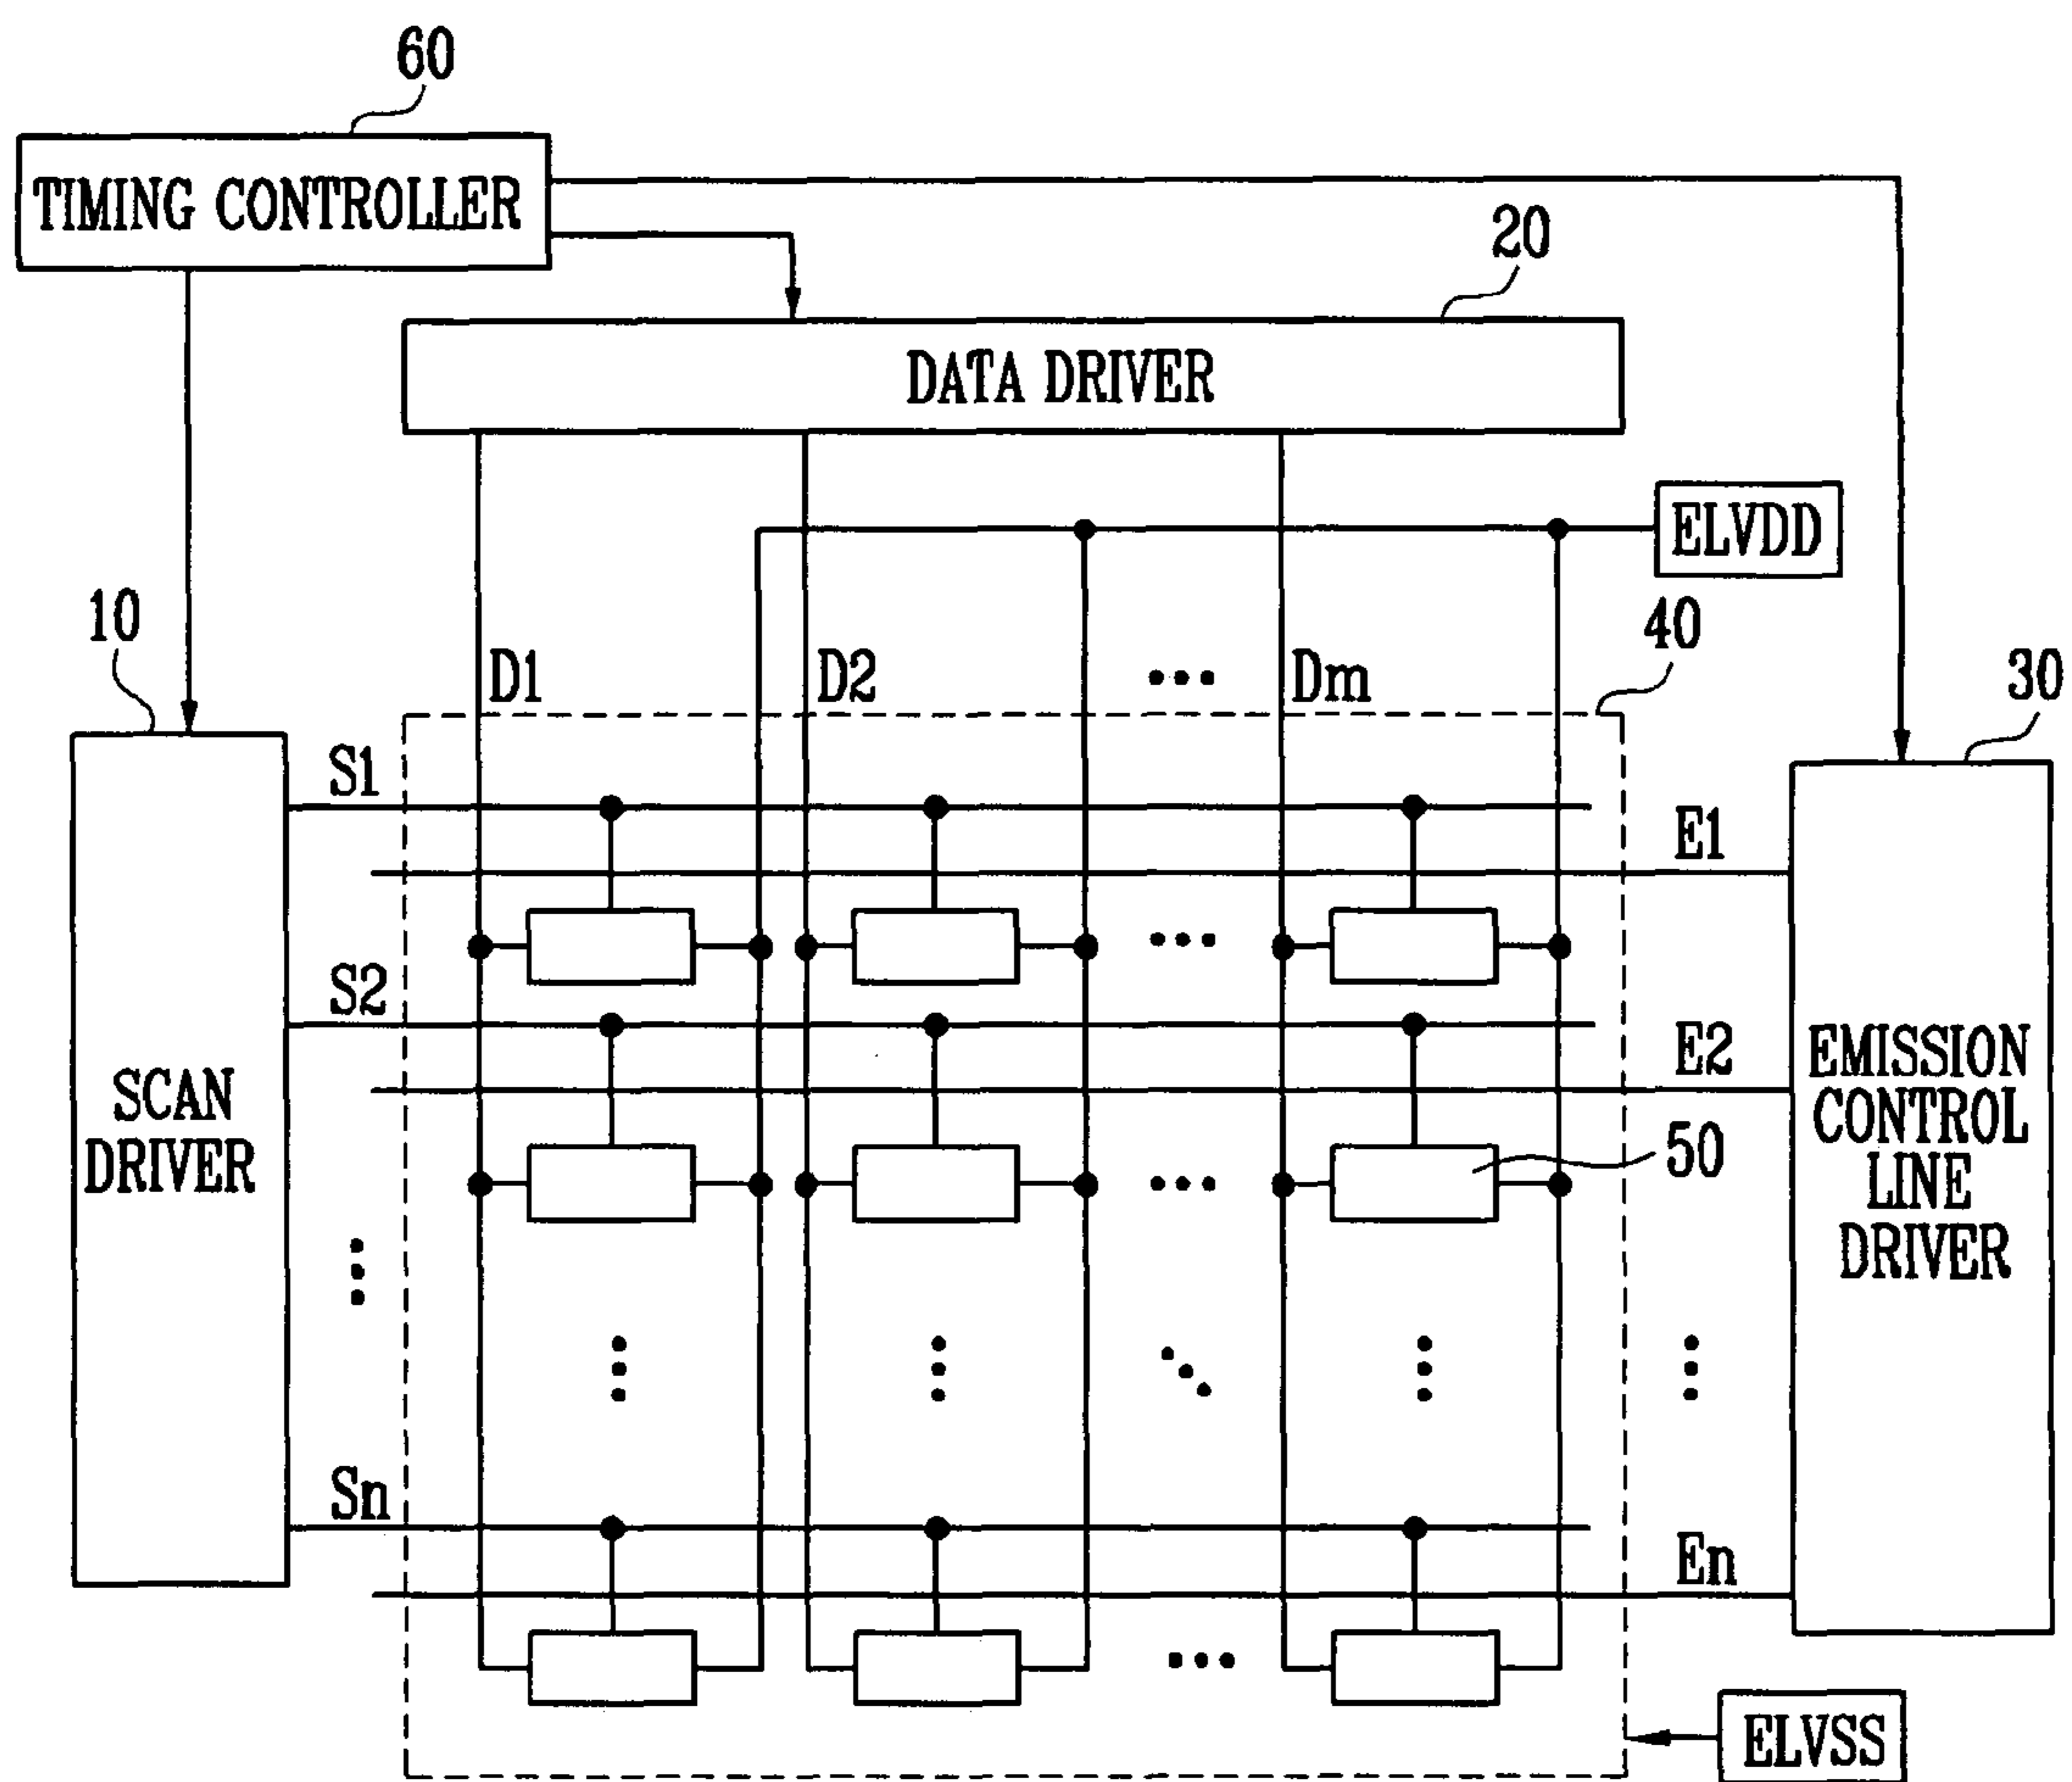 60
TIMING CONTROLLER
20
DATA DRIVER
ELVDD
10
40
D1 D2 Dm
30
S1
E1
S2
E2
SCAN
DRIVER
EMISSION
CONTROL
LINE
DRIVER
50
Sn
En
ELVSS